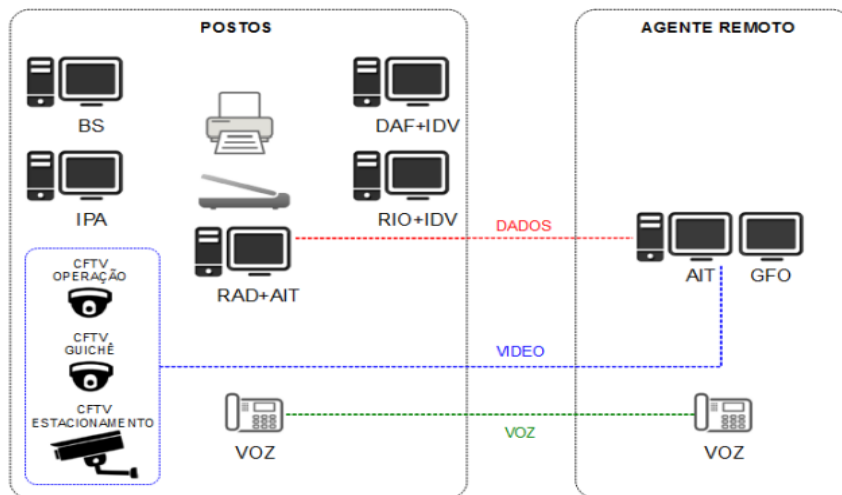 POSTOS
AGENTE REMOTO
BS
DAF+IDV
IPA
RIO+IDV
DADOS
CFTV
OPERAÇÃO
RAD+AIT
AIT
GFO
CFTV
GUICHÊ
VIDEO
CFTV
ESTACIONAMENTO
VOZ
VOZ
VOZ